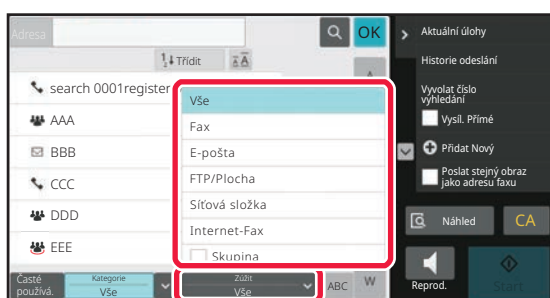 Adresa
OK
Třídit
search 0001register
AAA
BBB
CCC
DDD
EEE
Vše
Fax
E-pošta
FTP/Plocha
Síťová složka
Internet-Fax
Skupina
Časté
používá.
Kategorie
Vše
Zúžit
Vše
ABC
W
Aktuální úlohy
Historie odeslání
Vyvolat číslo
vyhledání
Vysíl. Přímé
Přidat Nový
Poslat stejný obraz
jako adresu faxu
Náhled
CA
Reprod.
Start